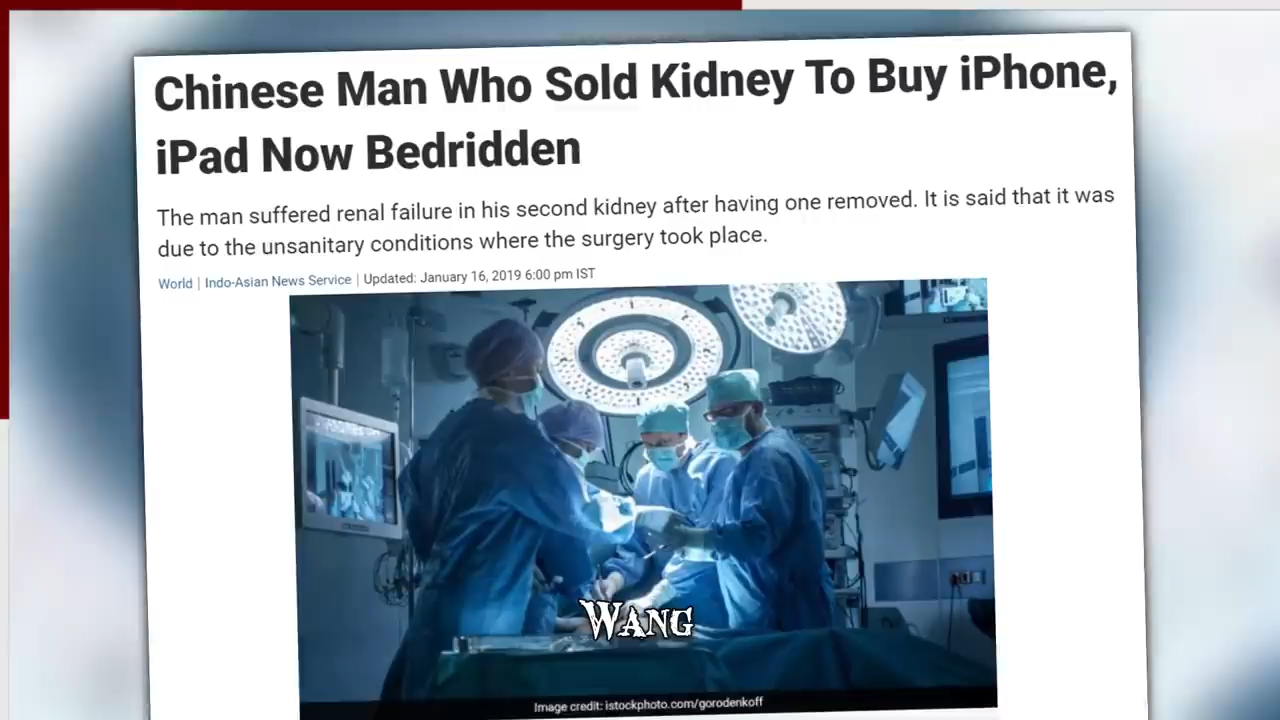 Chinese Man Who Sold Kidney To Buy iPhone,
iPad Now Bedridden
The man suffered renal failure in his second kidney after having one removed. It is said that it was
due to the unsanitary conditions where the surgery took place.
World | Indo-Asian News Service | Updated: January 16, 2019 6:00 pm IST
WANG
Image credit: istockphoto.com/gorodenkoff